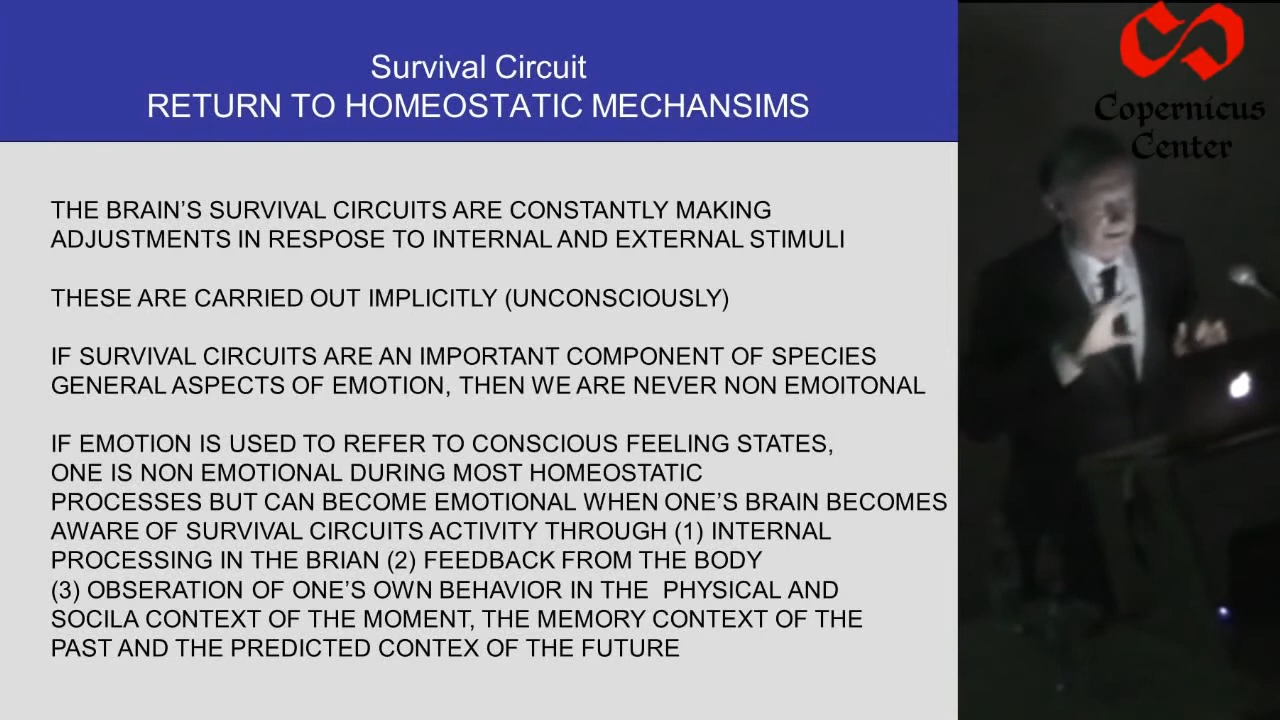 Survival Circuit
RETURN TO HOMEOSTATIC MECHANSIMS
THE BRAIN’S SURVIVAL CIRCUITS ARE CONSTANTLY MAKING
ADJUSTMENTS IN RESPOSE TO INTERNAL AND EXTERNAL STIMULI
THESE ARE CARRIED OUT IMPLICITLY (UNCONSCIOUSLY)
IF SURVIVAL CIRCUITS ARE AN IMPORTANT COMPONENT OF SPECIES
GENERAL ASPECTS OF EMOTION, THEN WE ARE NEVER NON EMOITONAL
IF EMOTION IS USED TO REFER TO CONSCIOUS FEELING STATES,
ONE IS NON EMOTIONAL DURING MOST HOMEOSTATIC
PROCESSES BUT CAN BECOME EMOTIONAL WHEN ONE’S BRAIN BECOMES
AWARE OF SURVIVAL CIRCUITS ACTIVITY THROUGH (1) INTERNAL
PROCESSING IN THE BRIAN (2) FEEDBACK FROM THE BODY
(3) OBSERATION OF ONE’S OWN BEHAVIOR IN THE  PHYSICAL AND
SOCILA CONTEXT OF THE MOMENT, THE MEMORY CONTEXT OF THE
PAST AND THE PREDICTED CONTEX OF THE FUTURE
Copernicus
Center